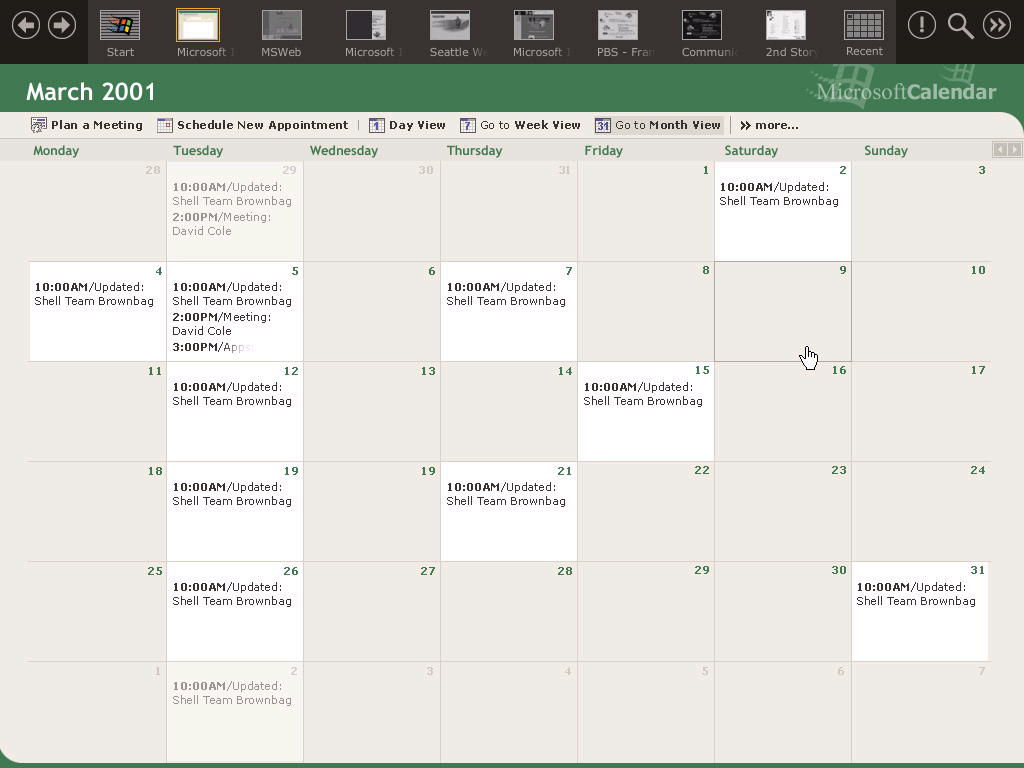 Start
Microsoft
MSWeb
Microsoft
Seattle W
Microsoft
PBS - Fran
Communi
2nd Story
Recent
March 2001
MicrosoftCalendar
Plan a Meeting
Schedule New Appointment
Day View
7
Go to Week View
31
Go to Month View
more...
Monday Tuesday Wednesday Thursday Friday Saturday Sunday
28 29 30 31 1 2 3
10:00AM/Updated:
Shell Team Brownbag
2:00PM/Meeting:
David Cole
10:00AM/Updated:
Shell Team Brownbag
4 5 6 7 8 9 10
10:00AM/Updated:
Shell Team Brownbag
10:00AM/Updated:
Shell Team Brownbag
2:00PM/Meeting:
David Cole
3:00PM/Apps
10:00AM/Updated:
Shell Team Brownbag
11 12 13 14 15 16 17
10:00AM/Updated:
Shell Team Brownbag
10:00AM/Updated:
Shell Team Brownbag
18 19 19 21 22 23 24
10:00AM/Updated:
Shell Team Brownbag
10:00AM/Updated:
Shell Team Brownbag
25 26 27 28 29 30 31
10:00AM/Updated:
Shell Team Brownbag
10:00AM/Updated:
Shell Team Brownbag
1 2 3 4 5 6 7
10:00AM/Updated:
Shell Team Brownbag